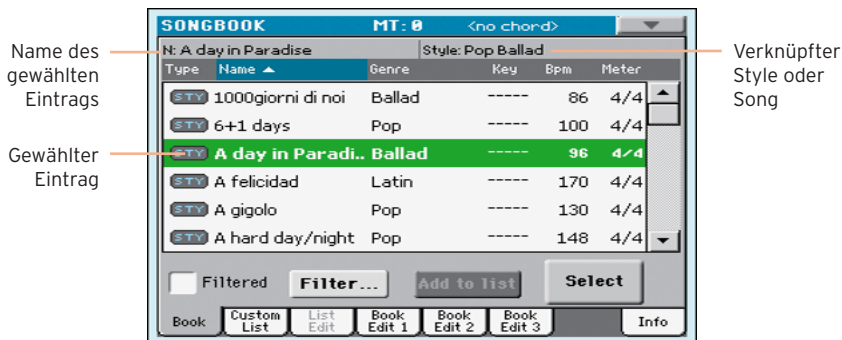 SONGBOOK MT: 0 <no chord>
N: A day in Paradise Style: Pop Ballad
Type Name Genre Key Bpm Meter
STY 1000giorni di noi Ballad ----- 86 4/4
STY 6+1 days Pop ----- 100 4/4
STY A day in Paradi.. Ballad ----- 96 4/4
STY A felicidad Latin ----- 170 4/4
STY A gigolo Pop ----- 130 4/4
STY A hard day/night Pop ----- 148 4/4
Filtered Filter... Add to list Select
Book Custom List List Edit Book Edit 1 Book Edit 2 Book Edit 3 Info
Name des
gewählten
Eintrags
Gewählter
Eintrag
Verknüpfter
Style oder
Song